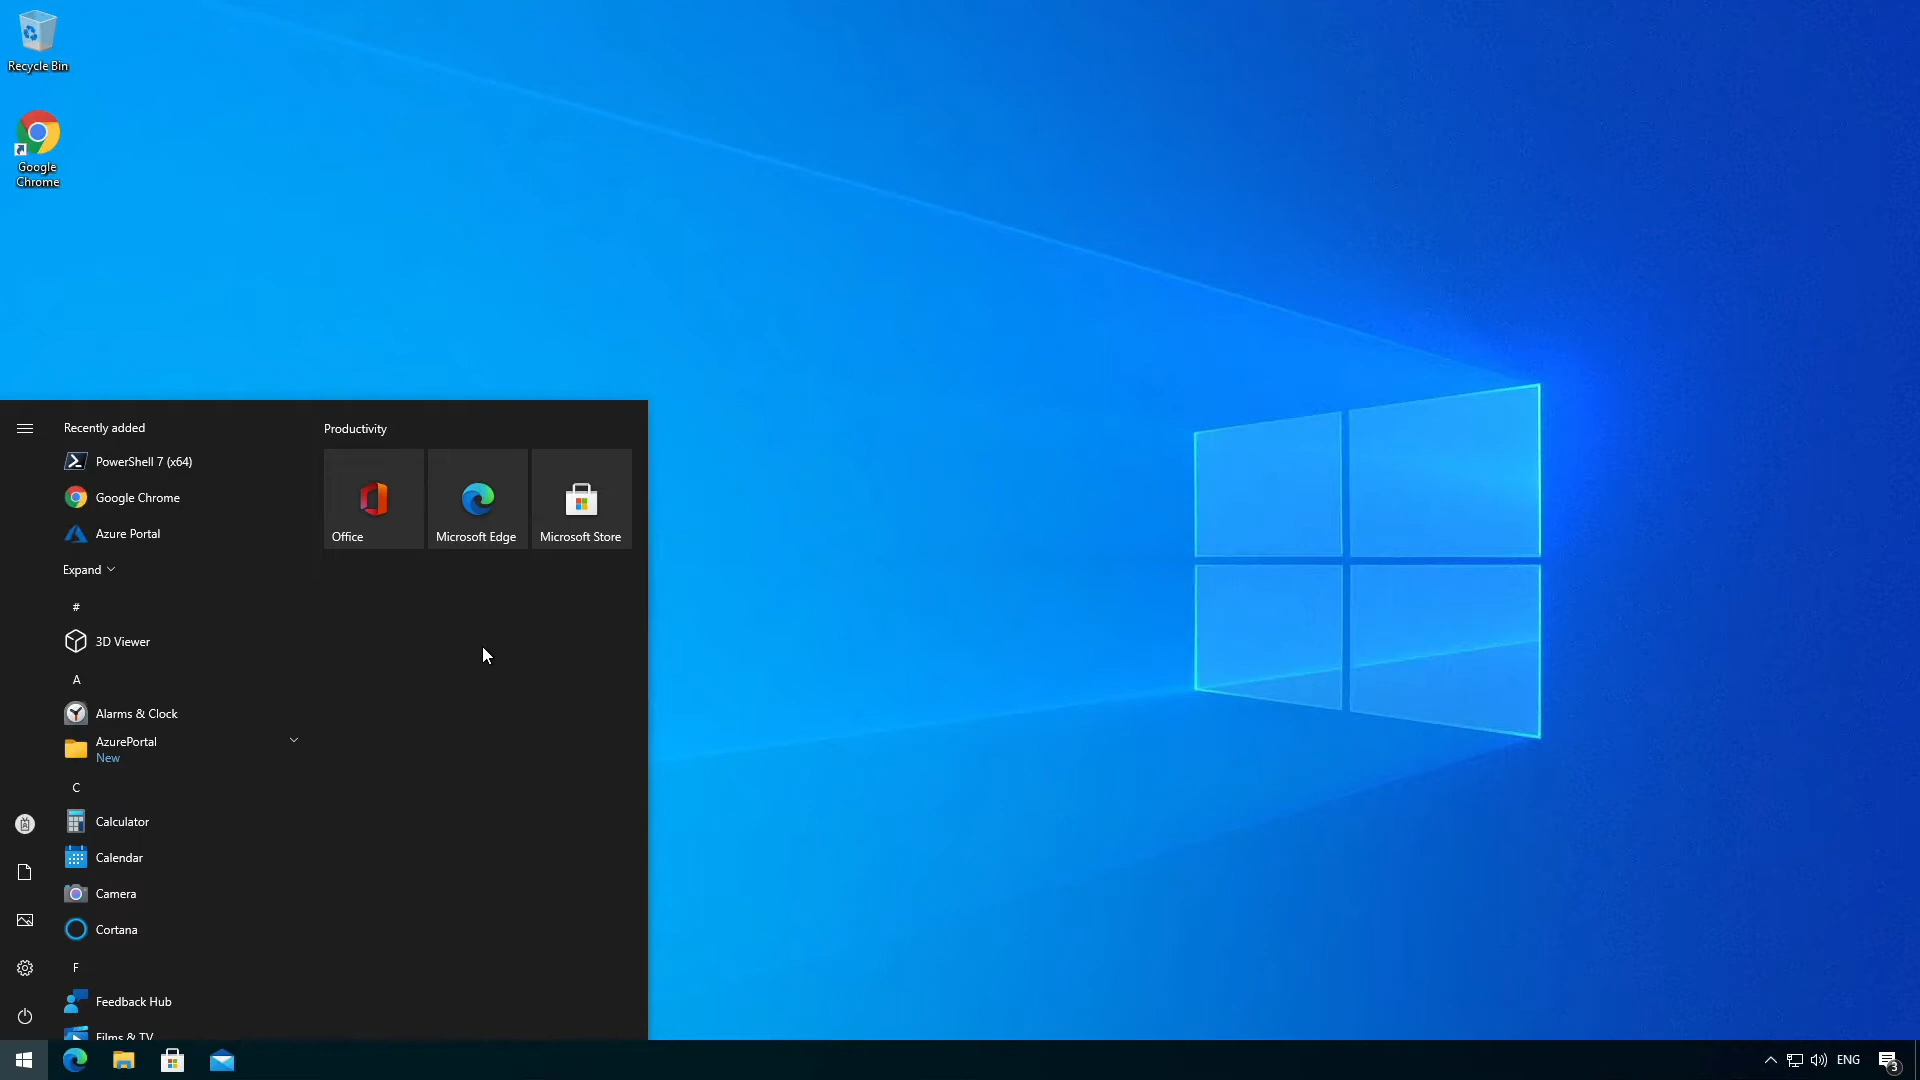 Recycle Bin
Google
Chrome
Recently added
PowerShell 7 (x64)
Google Chrome
Azure Portal
Expand
#
3D Viewer
A
Alarms & Clock
AzurePortal
New
C
Calculator
Calendar
Camera
Cortana
F
Feedback Hub
Films & TV
Productivity
Office
Microsoft Edge
Microsoft Store
ENG
3